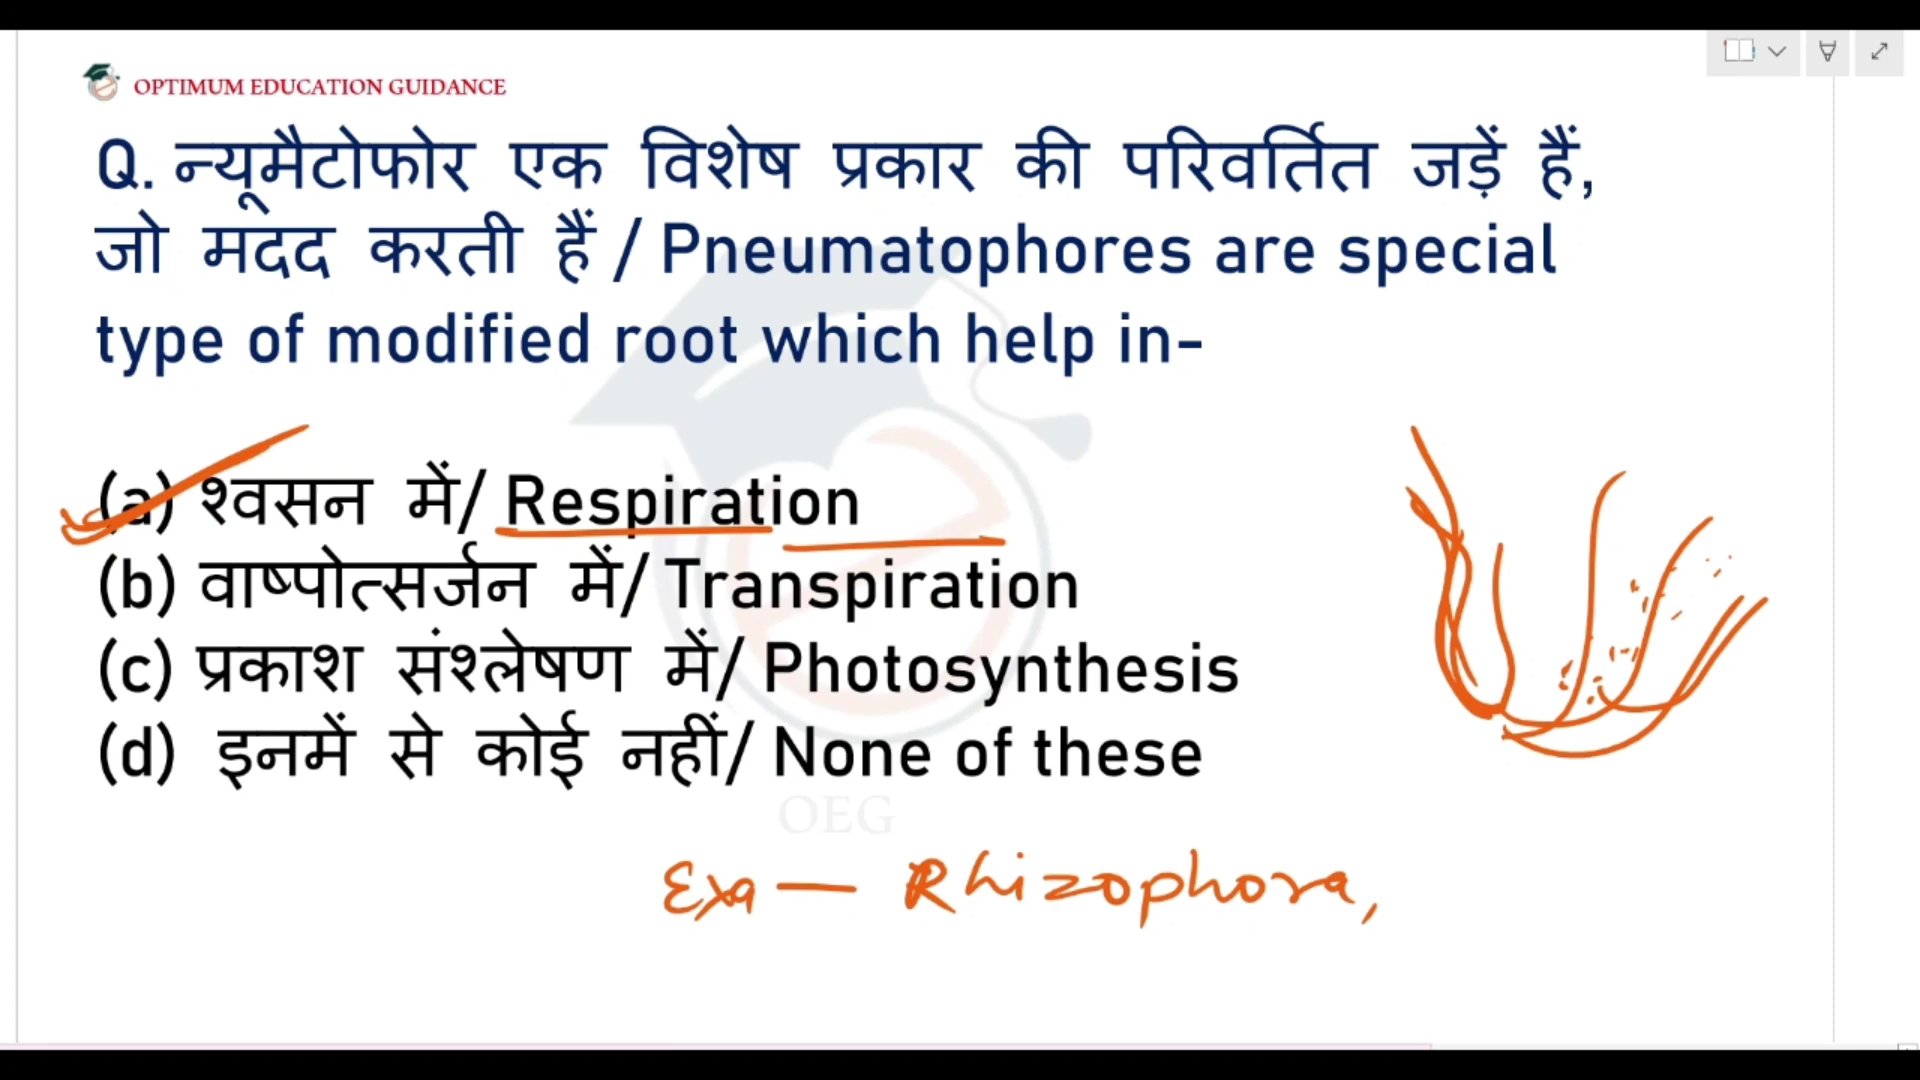 OPTIMUM EDUCATION GUIDANCE
Q. न्यूमैटोफोर एक विशेष प्रकार की परिवर्तित जड़ें हैं,
जो मदद करती हैं / Pneumatophores are special
type of modified root which help in-
(a) श्वसन में/ Respiration
(b) वाष्पोत्सर्जन में/ Transpiration
(c) प्रकाश संश्लेषण में/ Photosynthesis
(d) इनमें से कोई नहीं/ None of these
OEG
Exa — Rhizophora,